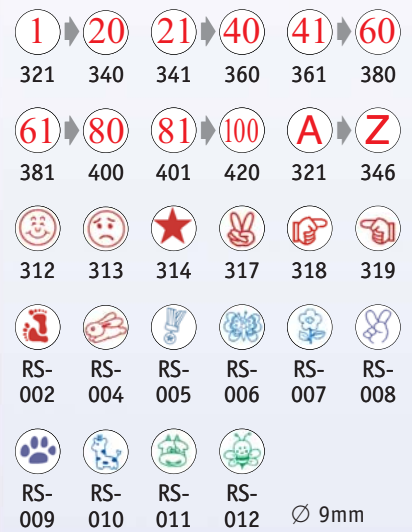 1 20 21 40 41 60
321 340 341 360 361 380
61 80 81 100 A Z
381 400 401 420 321 346
312 313 314 317 318 319
RS- RS- RS- RS- RS- RS-
002 004 005 006 007 008
RS- RS- RS- RS-
009 010 011 012 ∅ 9mm